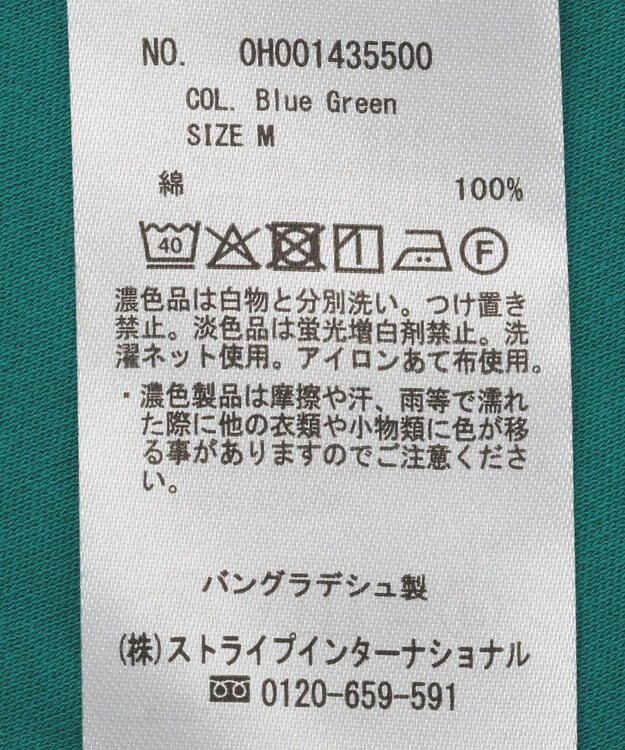 NO. 0H001435500
COL. Blue Green
SIZE M
綿 100%
40 F
濃色品は白物と分別洗い。つけ置き
禁止。淡色品は蛍光増白剤禁止。洗
濯ネット使用。アイロンあて布使用。
・濃色製品は摩擦や汗、雨等で濡れ
た際に他の衣類や小物類に色が移
る事がありますのでご注意くださ
い。
バングラデシュ製
(株)ストライプインターナショナル
0120-659-591